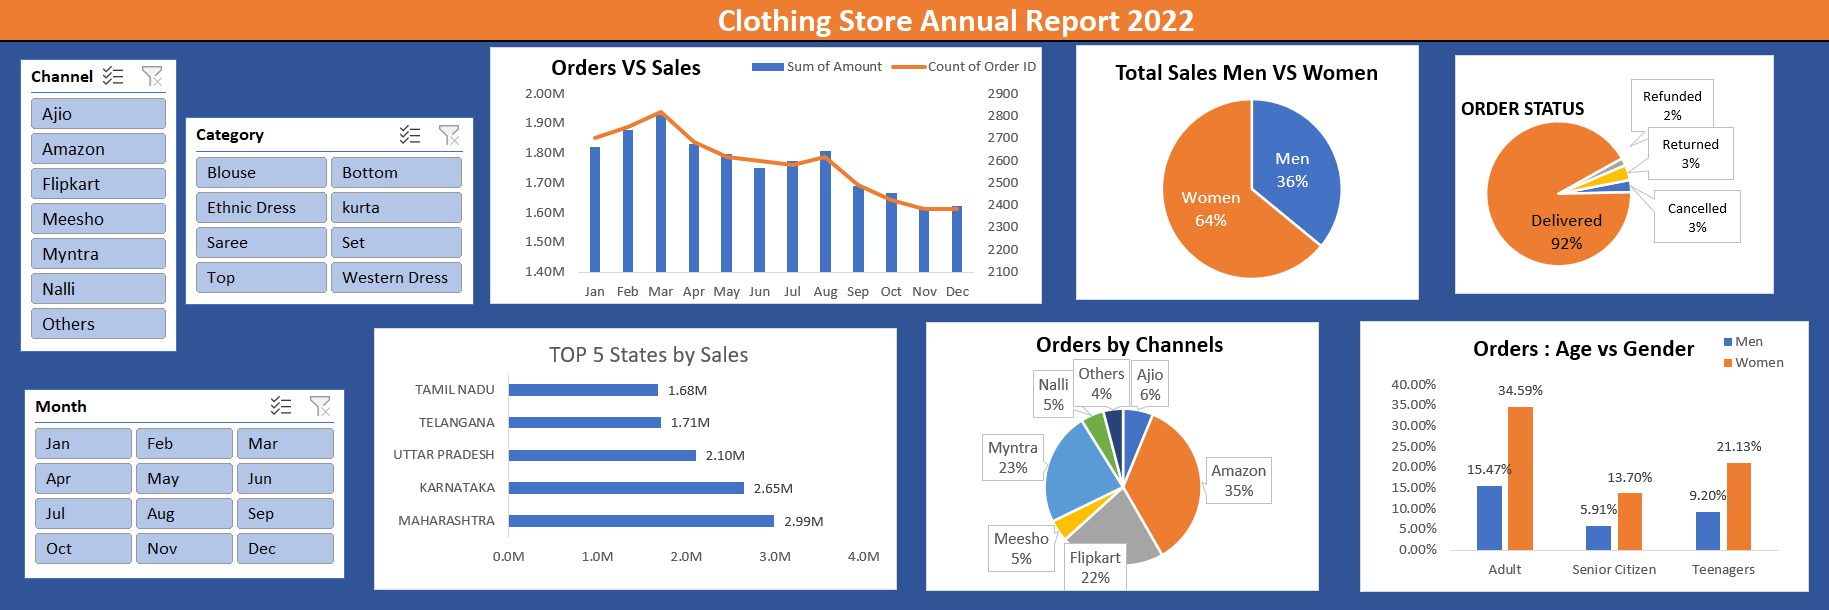 Clothing Store Annual Report 2022
Channel
Ajio
Amazon
Flipkart
Meesho
Myntra
Nalli
Others
Category
Blouse Bottom
Ethnic Dress kurta
Saree Set
Top Western Dress
Month
Jan Feb Mar
Apr May Jun
Jul Aug Sep
Oct Nov Dec
Orders VS Sales
Sum of Amount Count of Order ID
2.00M 2900
1.90M 2800
1.80M 2700
1.70M 2600
1.60M 2500
1.50M 2400
1.40M 2300
2200
2100
Jan Feb Mar Apr May Jun Jul Aug Sep Oct Nov Dec
Total Sales Men VS Women
Men
36%
Women
64%
ORDER STATUS
Refunded
2%
Returned
3%
Cancelled
3%
Delivered
92%
TOP 5 States by Sales
TAMIL NADU 1.68M
TELANGANA 1.71M
UTTAR PRADESH 2.10M
KARNATAKA 2.65M
MAHARASHTRA 2.99M
0.0M 1.0M 2.0M 3.0M 4.0M
Orders by Channels
Others
4%
Ajio
6%
Nalli
5%
Myntra
23%
Amazon
35%
Meesho
5%
Flipkart
22%
Orders : Age vs Gender
Men
Women
40.00%
35.00%
30.00%
25.00%
20.00%
15.00%
10.00%
5.00%
0.00%
15.47% 34.59%
5.91% 13.70%
9.20% 21.13%
Adult Senior Citizen Teenagers